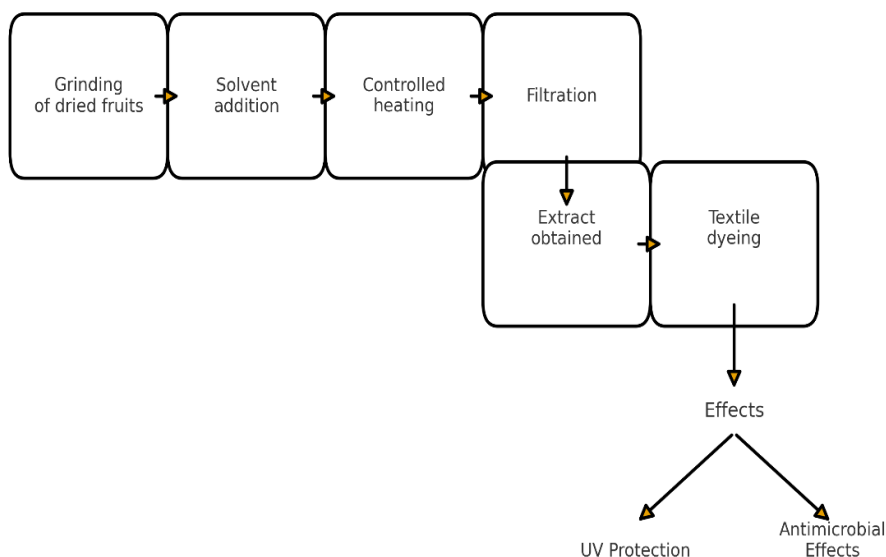 Grinding
of dried fruits
Solvent
addition
Controlled
heating
Filtration
Extract
obtained
Textile
dyeing
Effects
UV Protection
Antimicrobial
Effects